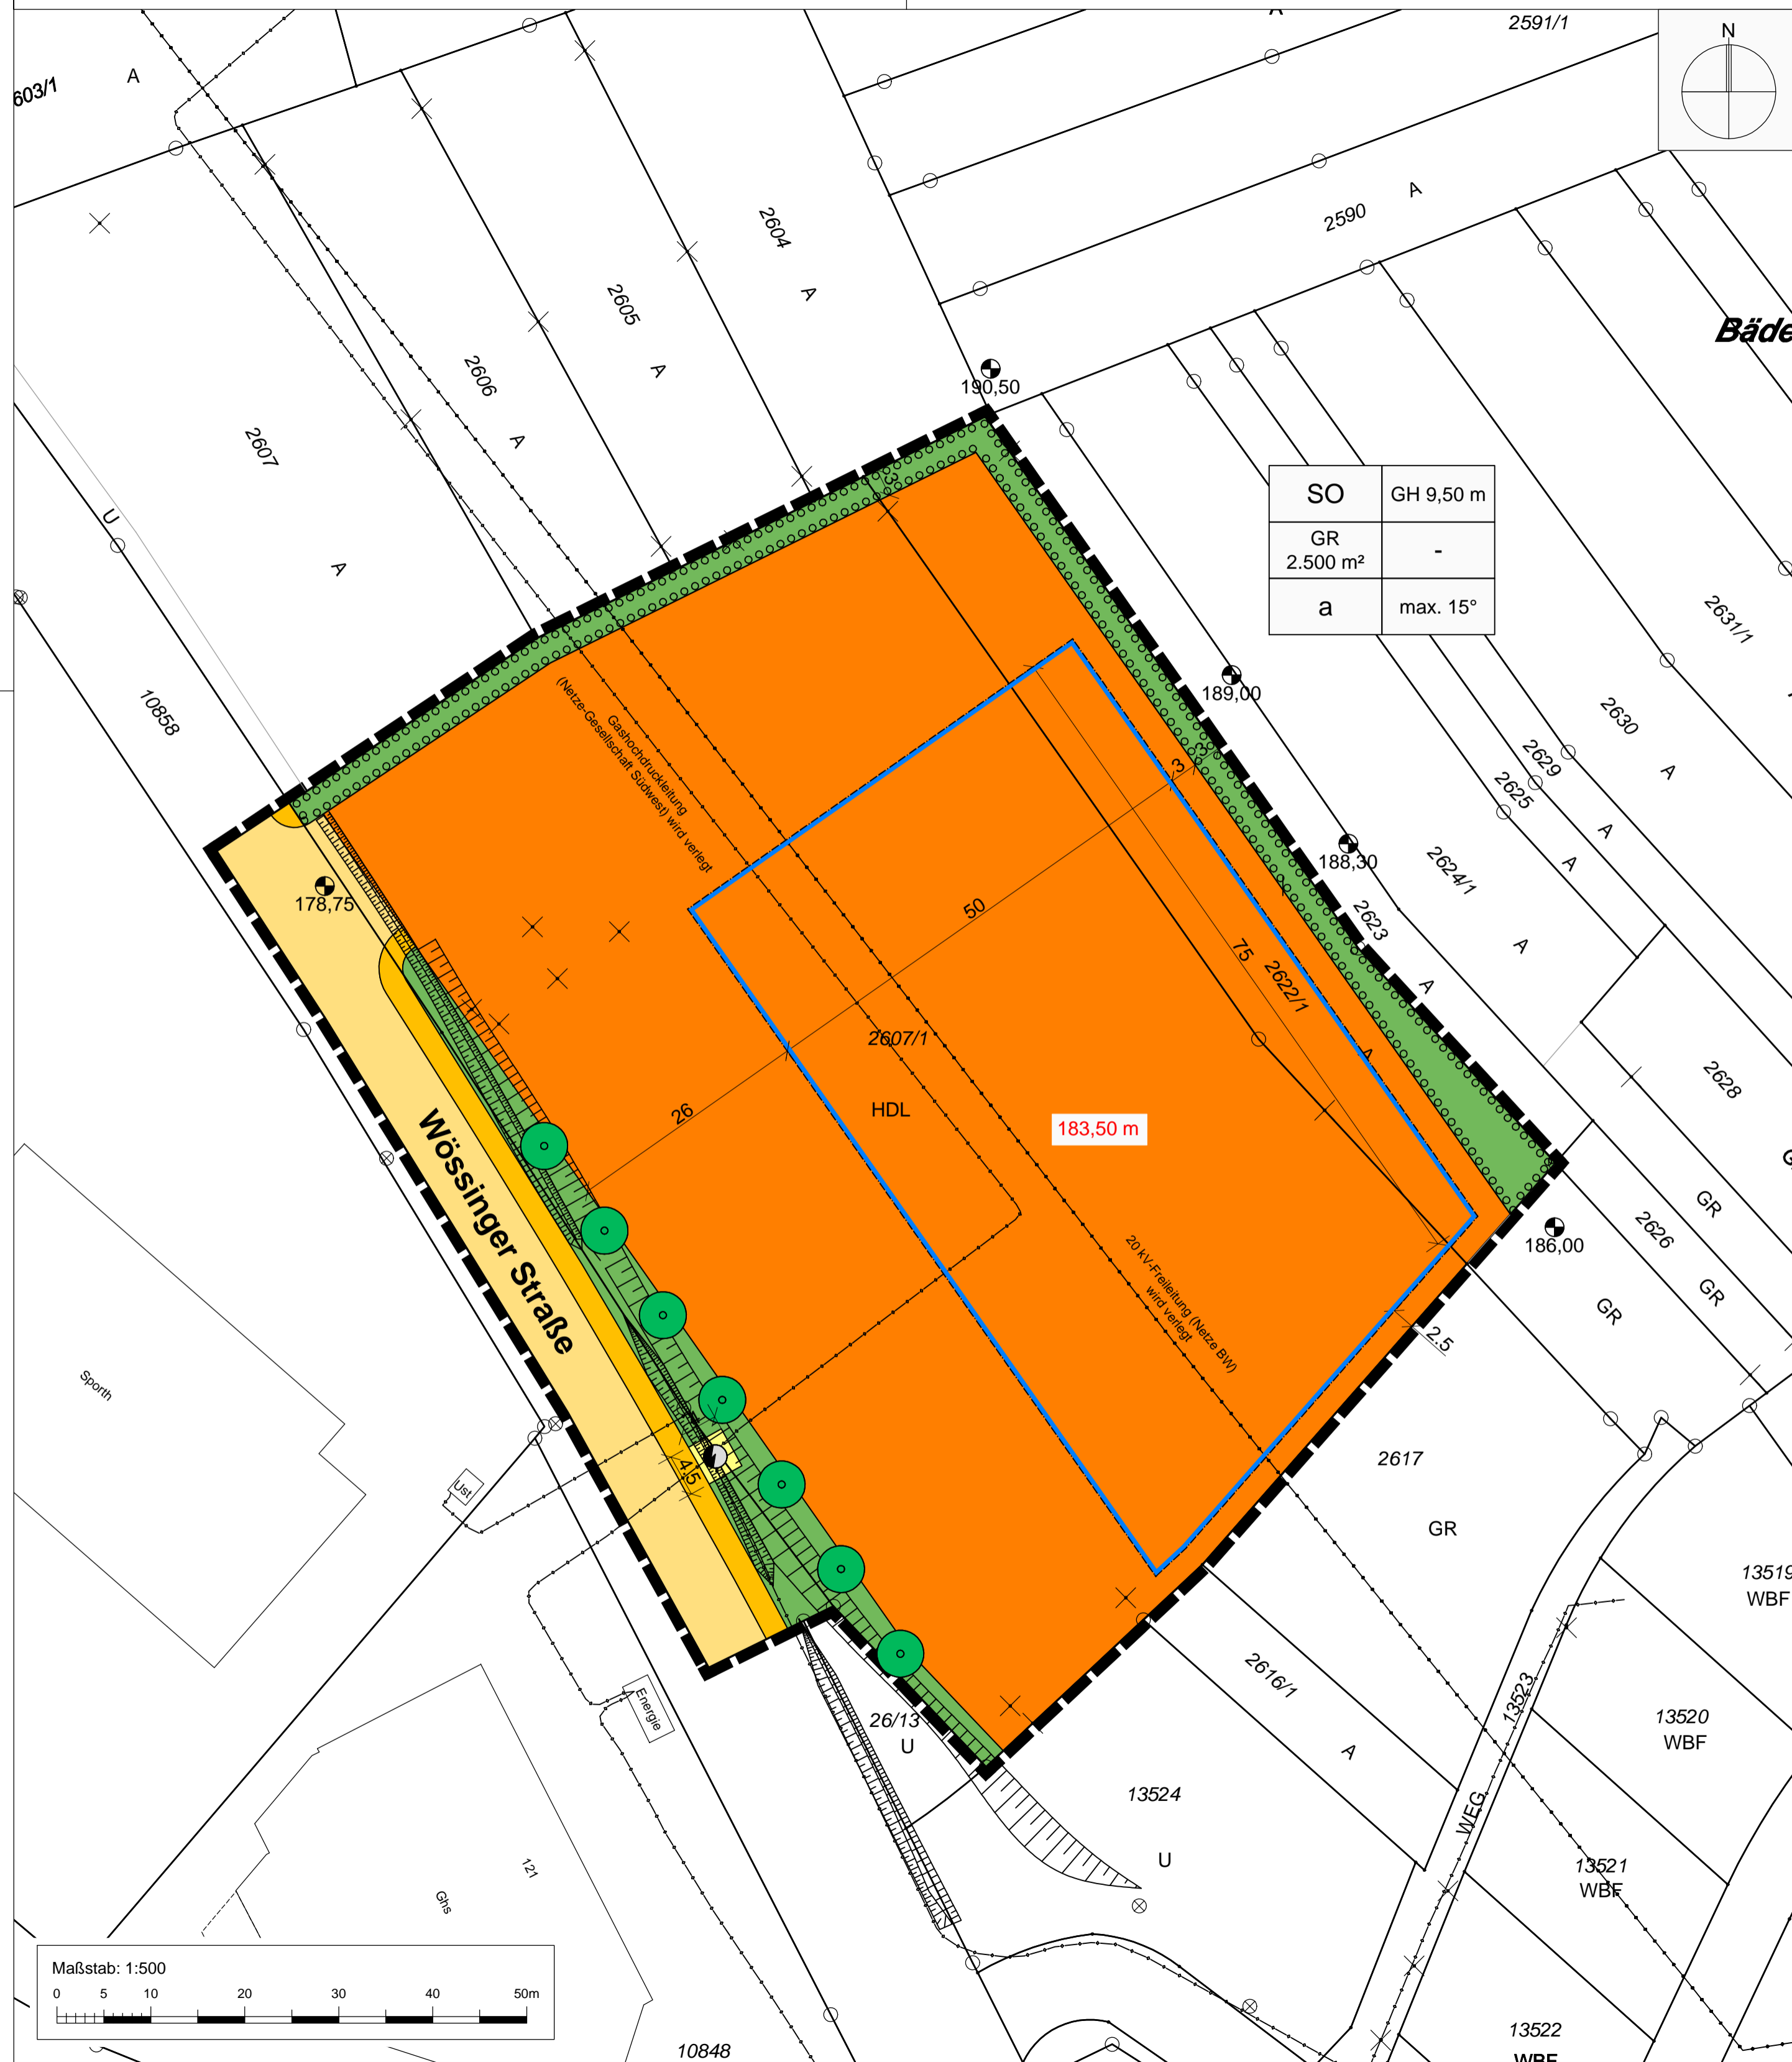 2591/1
N
603/1
A
A
2590
2604
A
2605
A
2606
A
2607
A
U
10858
190,50
SO
GH 9,50 m
GR
2.500 m²
-
a
max. 15°
2631/1
2630
A
2629
A
2625
A
2624/1
A
2623
A
2628
GR
2626
GR
GR
189,00
188,30
186,00
178,75
3
3
3
Gashochdruckleitung
(Netze-Gesellschaft Südwest) wird verlegt
50
75
2622/1
A
26
2607/1
HDL
183,50 m
20 kV-Freileitung (Netze BW)
wird verlegt
2.5
Wössinger Straße
4,5
Sporth
Ust
Energie
2617
GR
13519
WBF
2616/1
A
13523
WEG
13520
WBF
26/13
U
13524
U
13521
WBF
121
Ghs
Maßstab: 1:500
0 5 10 20 30 40 50m
10848
13522
WBF